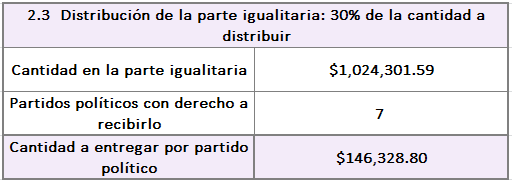 2.3 Distribución de la parte igualitaria: 30% de la cantidad a
distribuir
Cantidad en la parte igualitaria $1,024,301.59
Partidos políticos con derecho a
recibirlo 7
Cantidad a entregar por partido
político $146,328.80